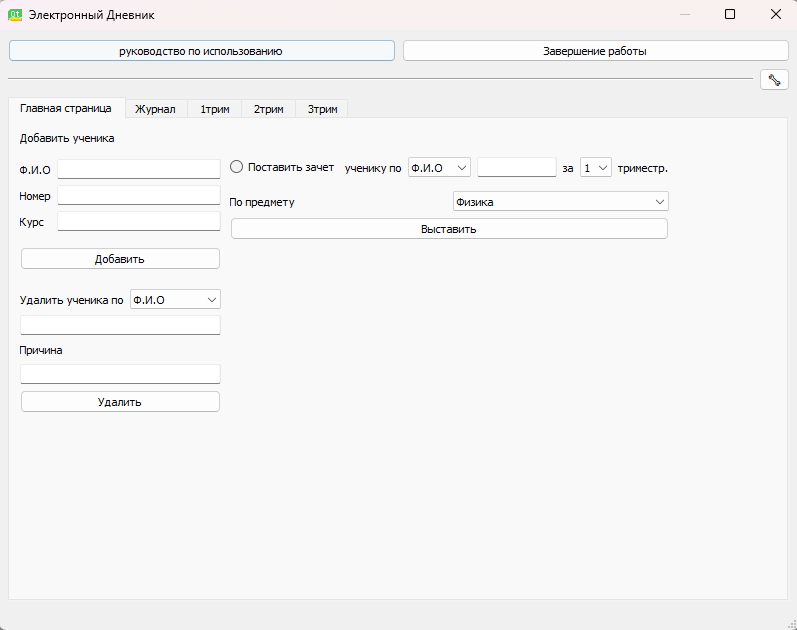 Электронный Дневник
руководство по использованию
Завершение работы
Главная страница
Журнал
1трим
2трим
3трим
Добавить ученика
Ф.И.О
Номер
Курс
Добавить
Удалить ученика по Ф.И.О
Причина
Удалить
Поставить зачет ученику по Ф.И.О за 1 триместр.
По предмету Физика
Выставить